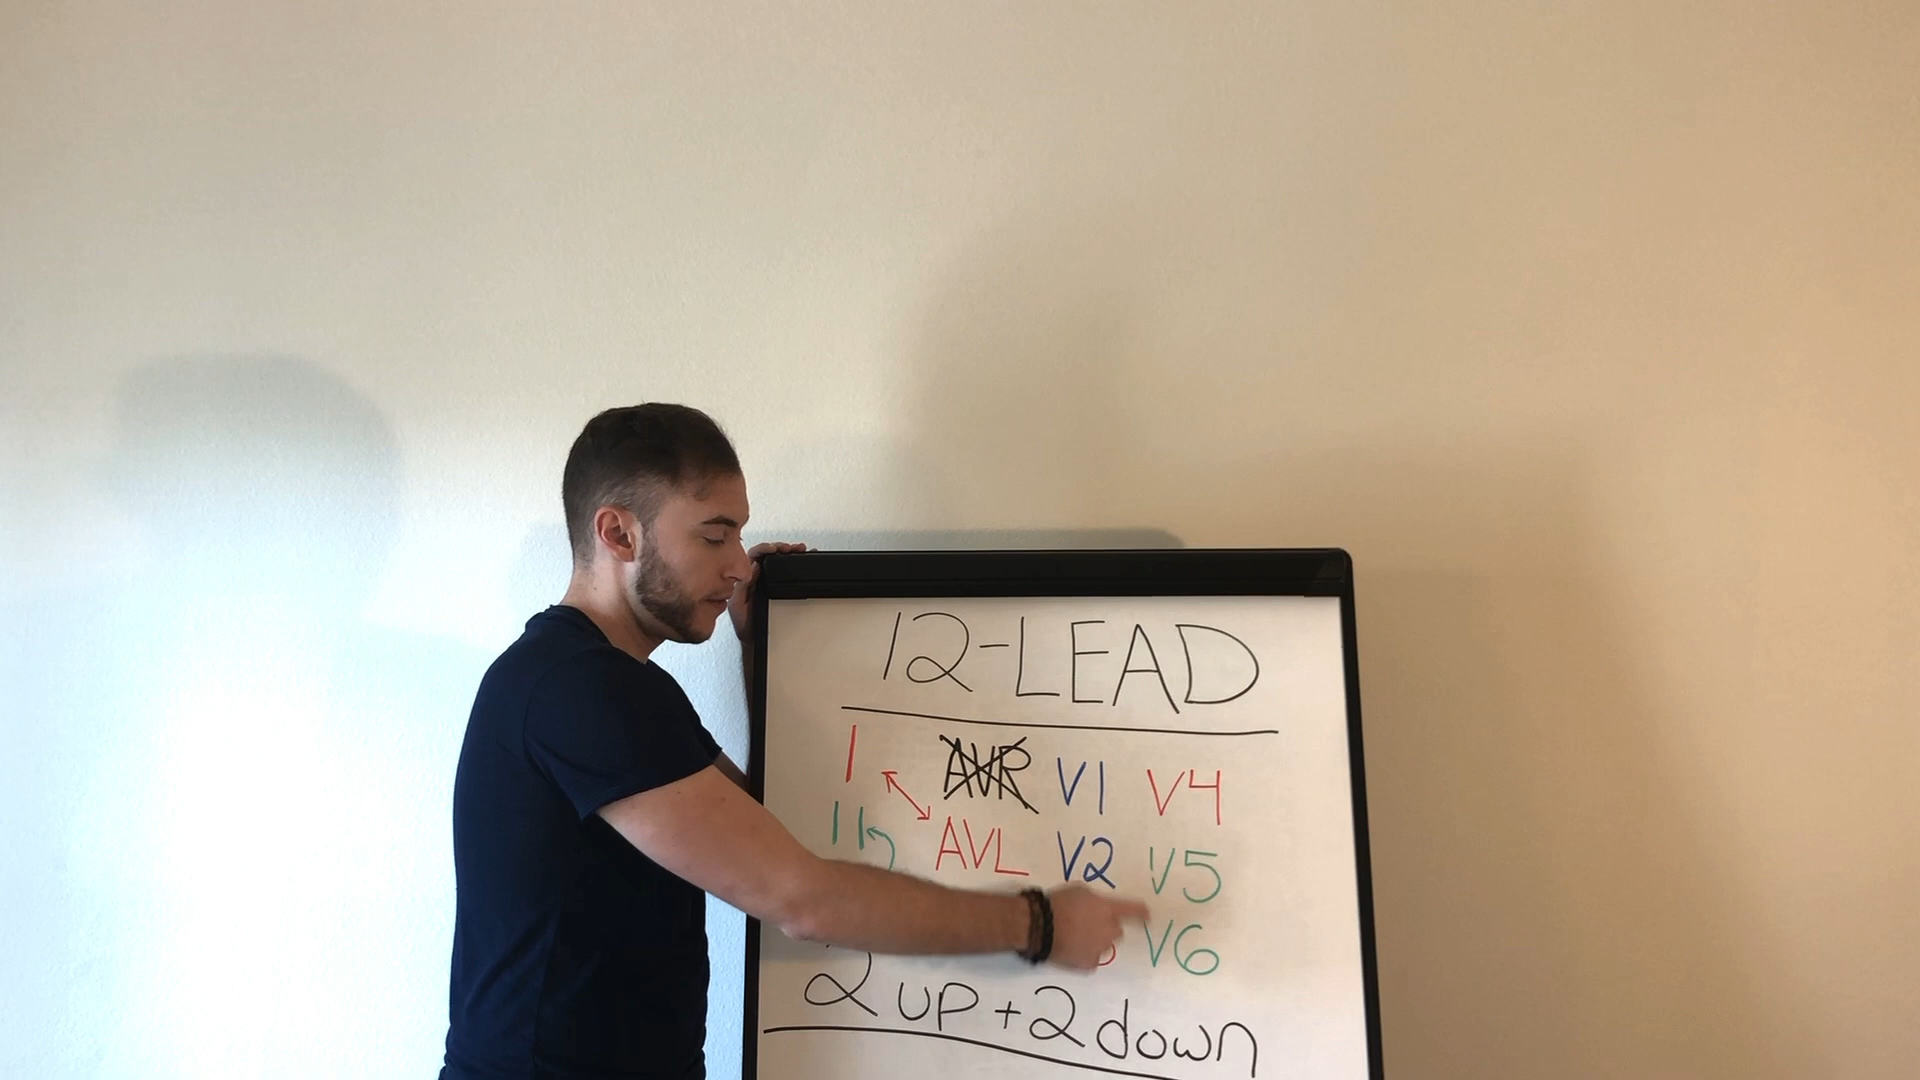 12-LEAD
I AVR V1 V4
II AVL V2 V5
V6
2 up + 2 down